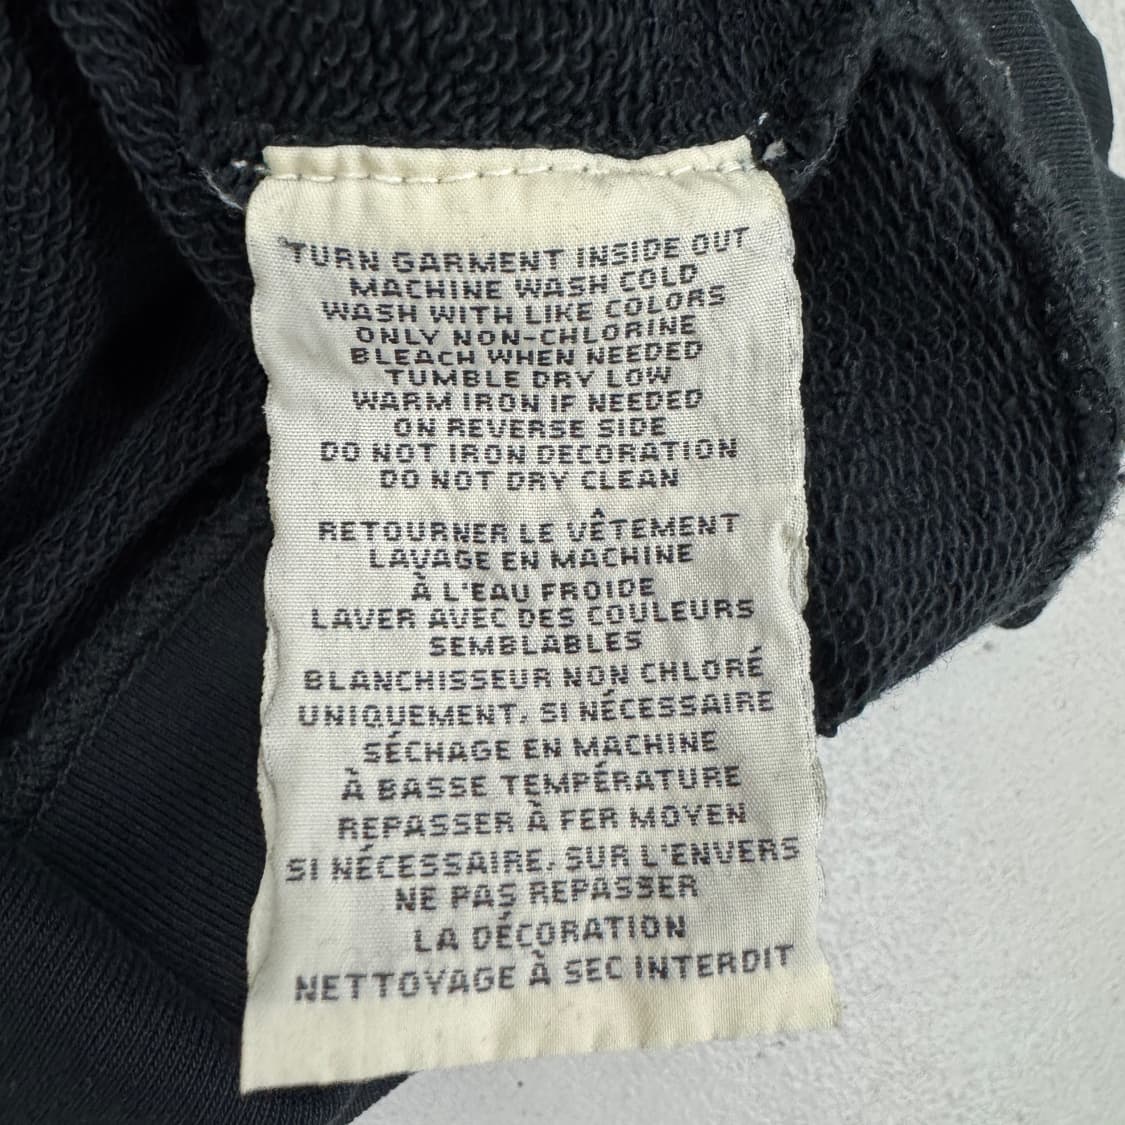 TURN GARMENT INSIDE OUT
MACHINE WASH COLD
WASH WITH LIKE COLORS
ONLY NON-CHLORINE
BLEACH WHEN NEEDED
TUMBLE DRY LOW
WARM IRON IF NEEDED
ON REVERSE SIDE
DO NOT IRON DECORATION
DO NOT DRY CLEAN
RETOURNER LE VÊTEMENT
LAVAGE EN MACHINE
À L'EAU FROIDE
LAVER AVEC DES COULEURS
SEMBLABLES
BLANCHISSEUR NON CHLORÉ
UNIQUEMENT, SI NÉCESSAIRE
SÉCHAGE EN MACHINE
À BASSE TEMPÉRATURE
REPASSER À FER MOYEN
SI NÉCESSAIRE, SUR L'ENVERS
NE PAS REPASSER
LA DÉCORATION
NETTOYAGE À SEC INTERDIT